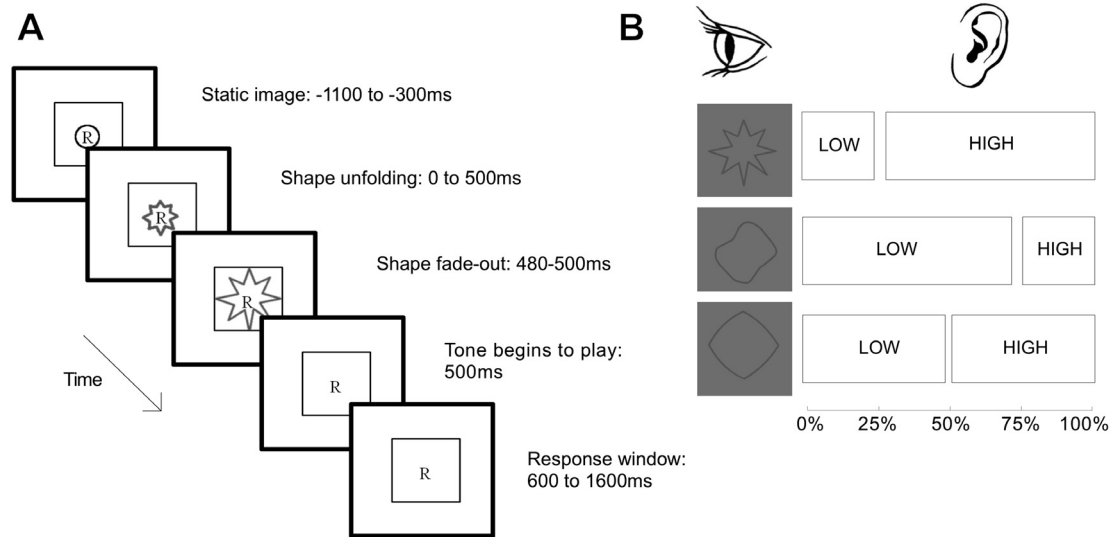 A
Static image: -1100 to -300ms
R
Shape unfolding: 0 to 500ms
R
Shape fade-out: 480-500ms
R
Tone begins to play:
500ms
R
Time
Response window:
600 to 1600ms
R
B
LOW HIGH
LOW HIGH
LOW HIGH
0% 25% 50% 75% 100%